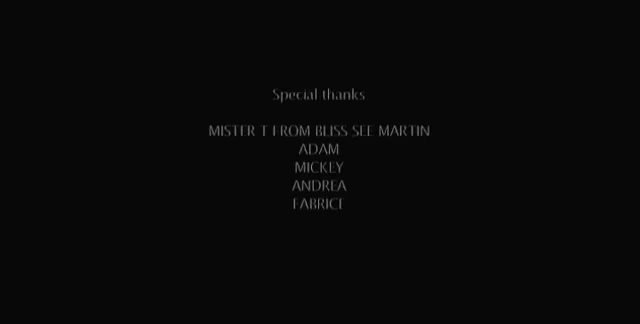 Special thanks
MISTER T FROM BLISS SEE MARTIN
ADAM
MICKEY
ANDREA
FABRICE